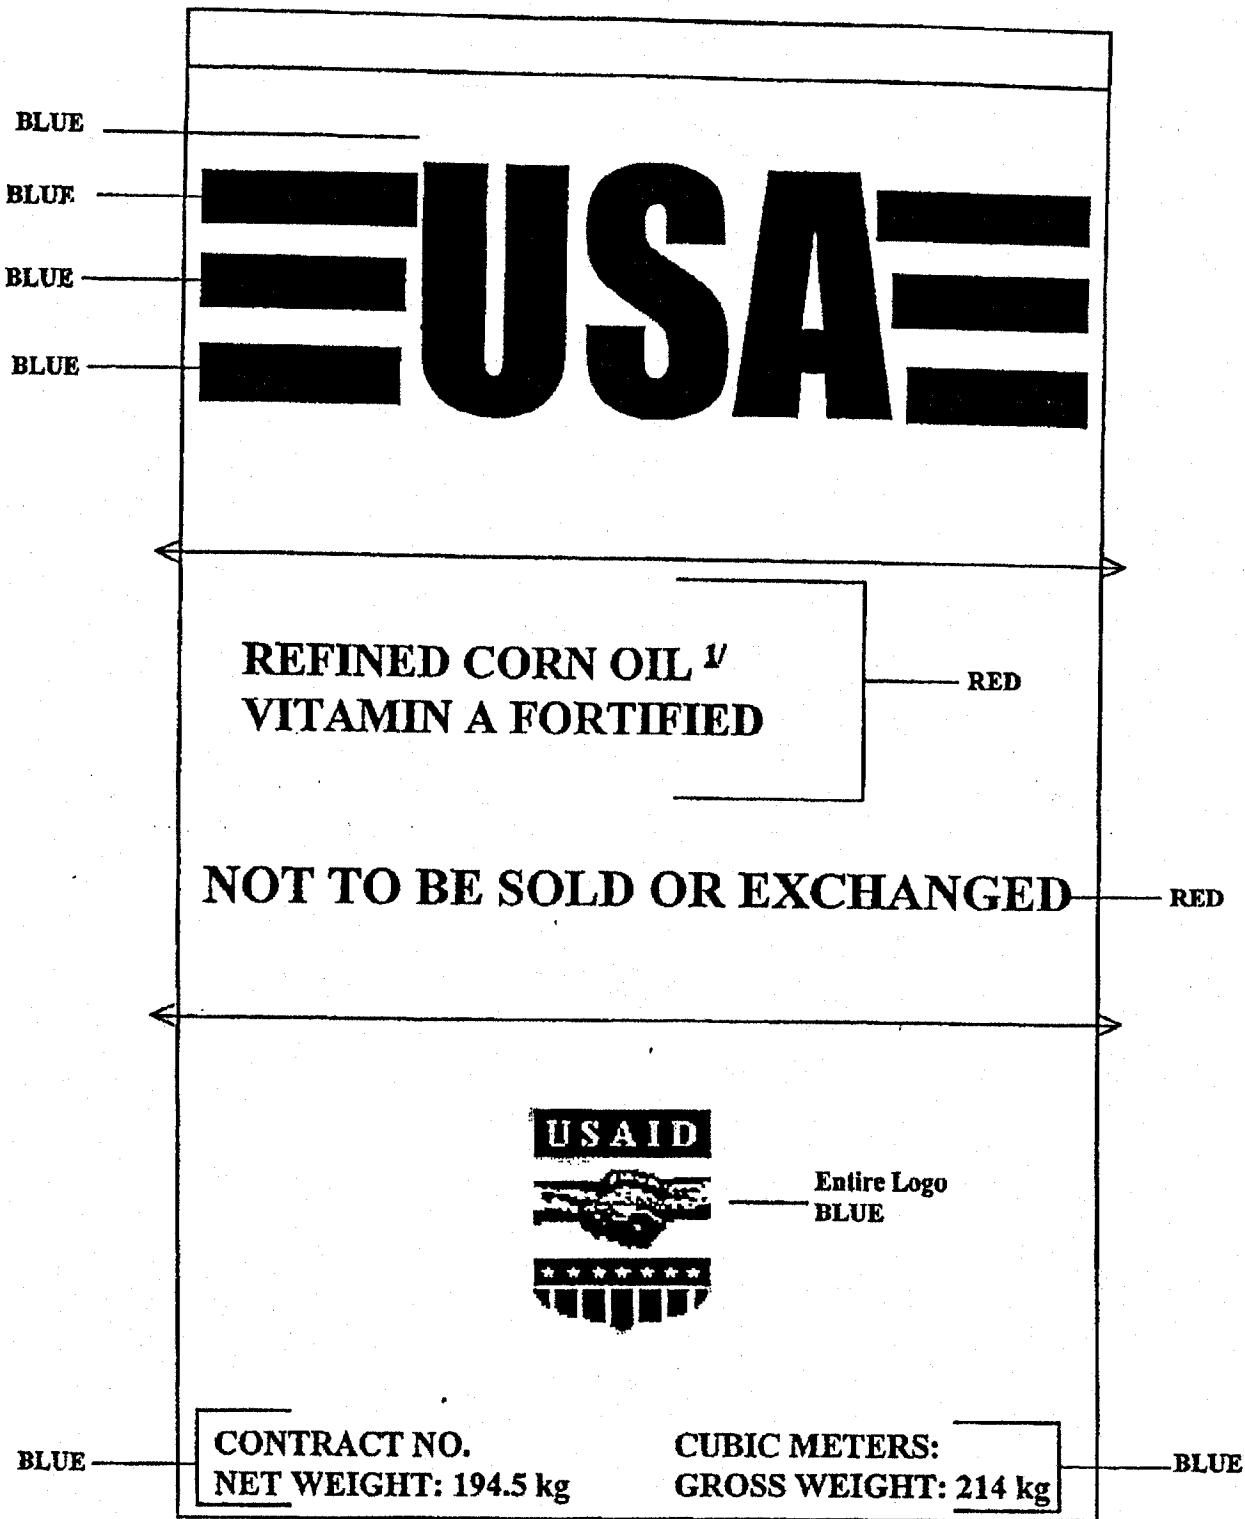 BLUE
BLUE
BLUE
BLUE
USA
REFINED CORN OIL 1/
VITAMIN A FORTIFIED
RED
NOT TO BE SOLD OR EXCHANGED
RED
USAID
Entire Logo
BLUE
BLUE
CONTRACT NO.
NET WEIGHT: 194.5 kg
CUBIC METERS:
GROSS WEIGHT: 214 kg
BLUE